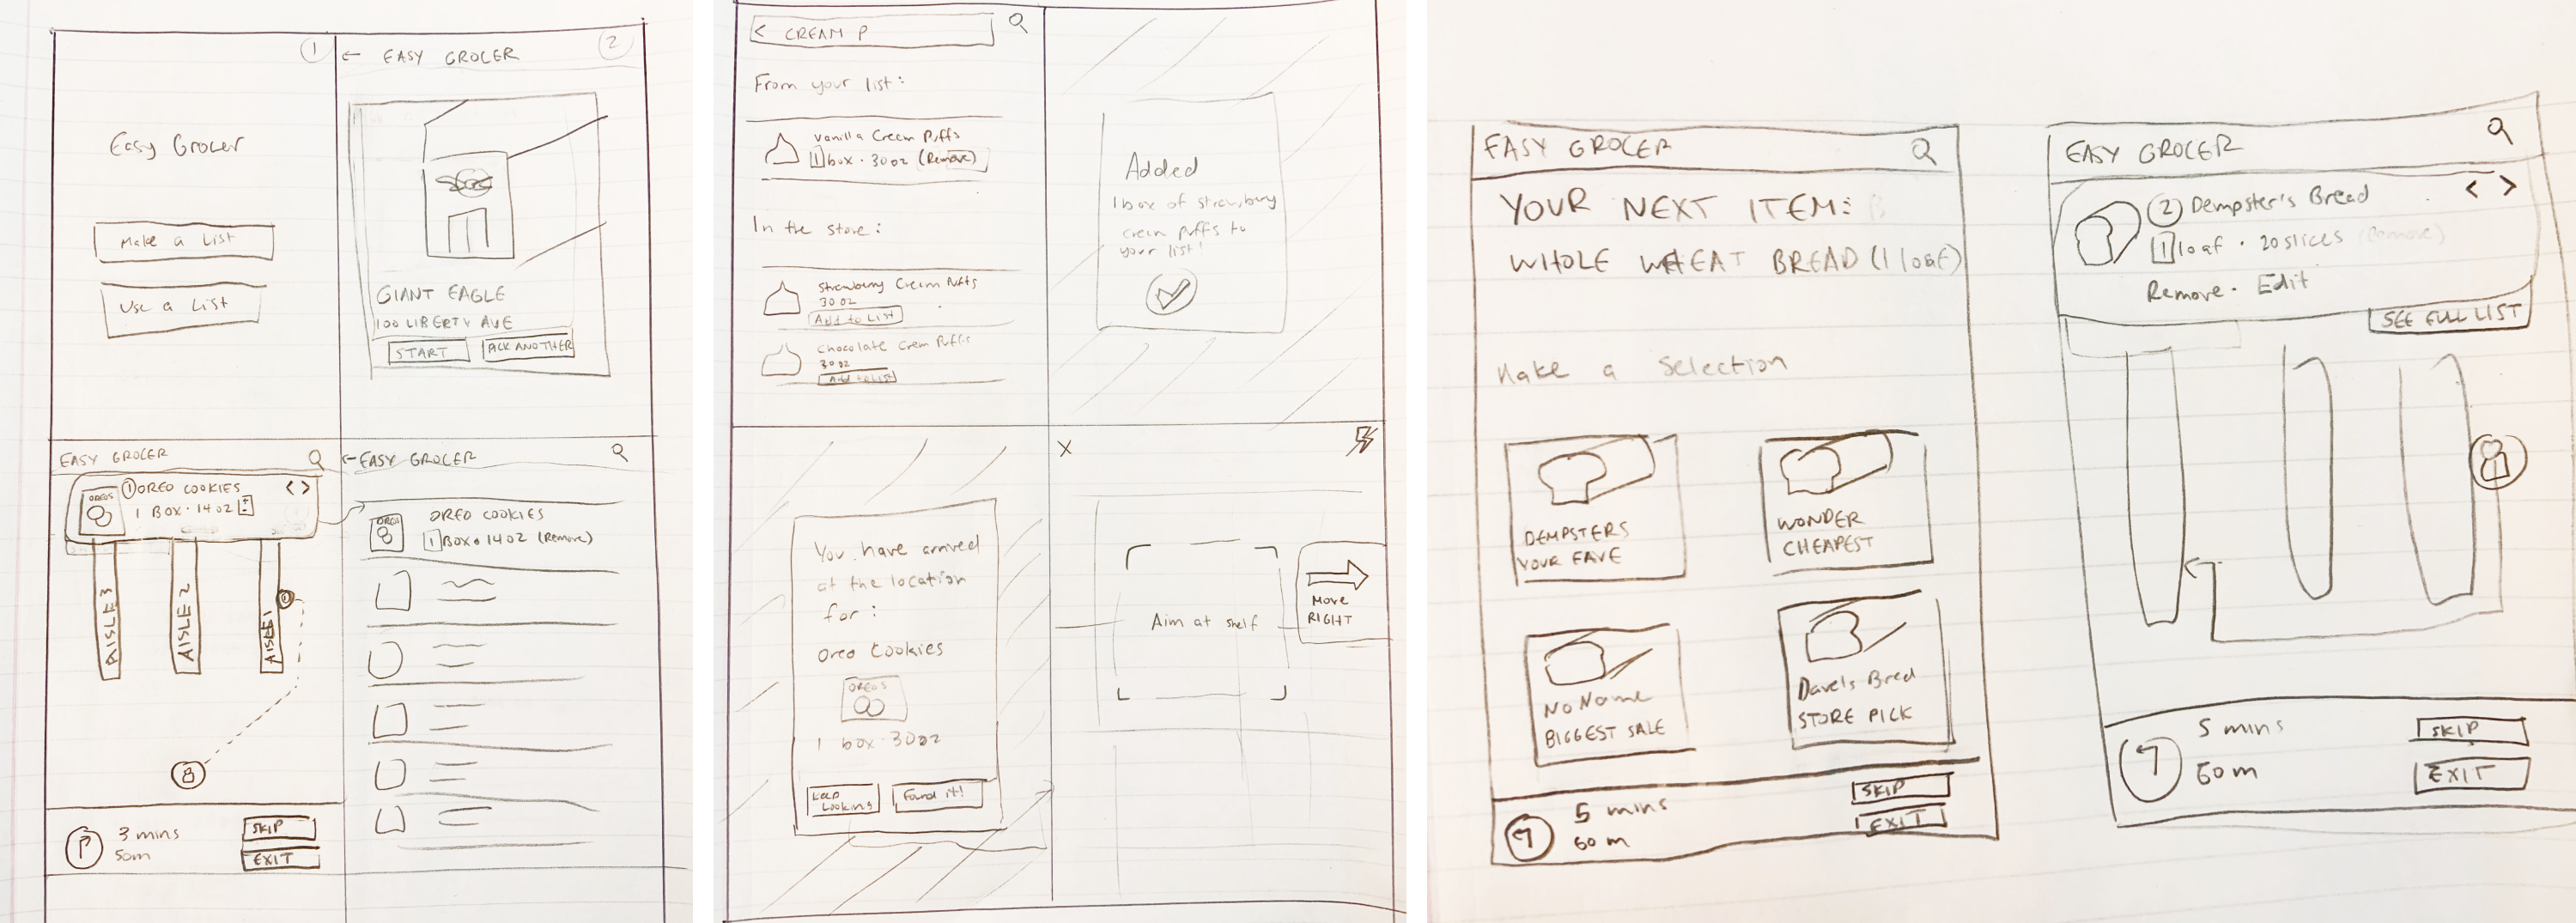 1
Easy Grocer
Make a List
Use a List
2
← EASY GROCER
GIANT EAGLE
100 LIBERTY AVE
START
PICK ANOTHER
EASY GROCER
OREOS
1 OREO COOKIES
< >
1 BOX · 14 OZ
AISLE 3
AISLE 2
AISLE 1
3 mins
50m
SKIP
EXIT
← EASY GROCER
OREOS
OREO COOKIES
1 BOX · 14 OZ (Remove)
< CREAM P
From your list:
Vanilla Cream Puffs
1 box · 30 oz (Remove)
In the store:
Strawberry Cream Puffs
30 oz
Add to List
Chocolate Cream Puffs
30 oz
Add to List
Added
1 box of strawberry
cream puffs to
your list!
You have arrived
at the location
for:
Oreo Cookies
OREOS
1 box · 30 oz
Keep
Looking
Found it!
X
Aim at shelf
Move
RIGHT
EASY GROCER
YOUR NEXT ITEM:
WHOLE WHEAT BREAD (1 loaf)
Make a Selection
DEMPSTERS
YOUR FAVE
WONDER
CHEAPEST
No Name
BIGGEST SALE
Dave's Bread
STORE PICK
5 mins
60 m
SKIP
EXIT
EASY GROCER
2 Dempster's Bread
< >
1 loaf · 20 slices (Remove)
Remove · Edit
SEE FULL LIST
5 mins
60 m
SKIP
EXIT